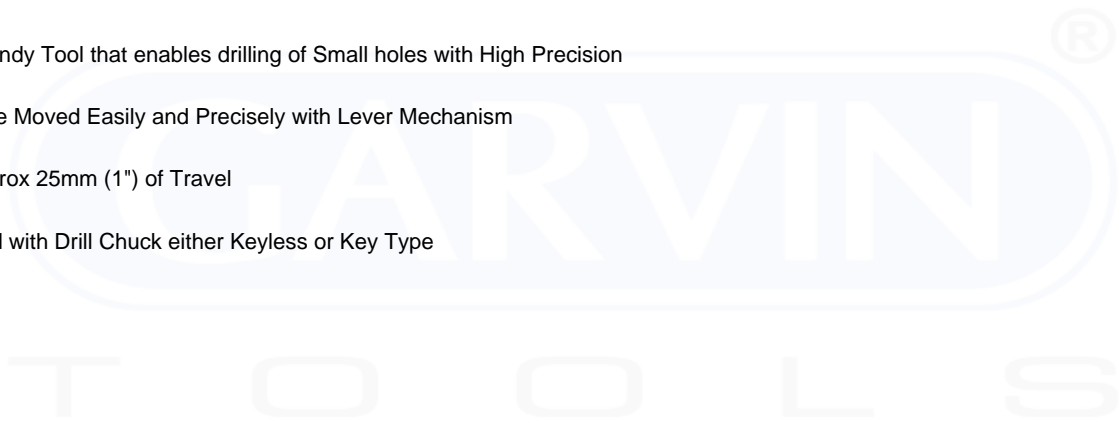 ndy Tool that enables drilling of Small holes with High Precision
e Moved Easily and Precisely with Lever Mechanism
rox 25mm (1") of Travel
with Drill Chuck either Keyless or Key Type
GARVIN ®
TOOLS